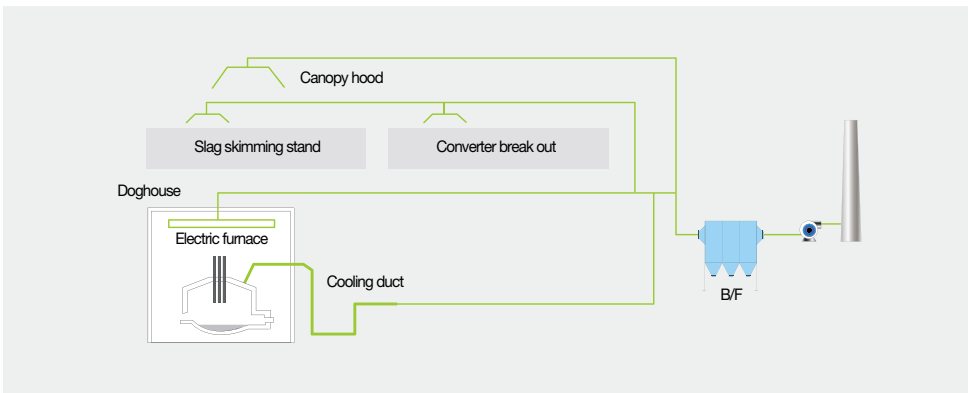 Canopy hood
Slag skimming stand
Converter break out
Doghouse
Electric furnace
Cooling duct
B/F